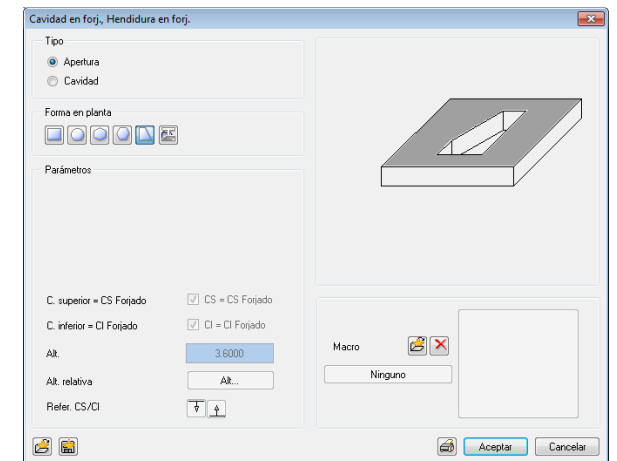 Cavidad en forj., Hendidura en forj.
Tipo
Apertura
Cavidad
Forma en planta
Parámetros
C. superior = CS Forjado
CS = CS Forjado
C. inferior = CI Forjado
CI = CI Forjado
Alt.
3.6000
Alt. relativa
Alt...
Refer. CS/CI
Macro
Ninguno
Aceptar
Cancelar